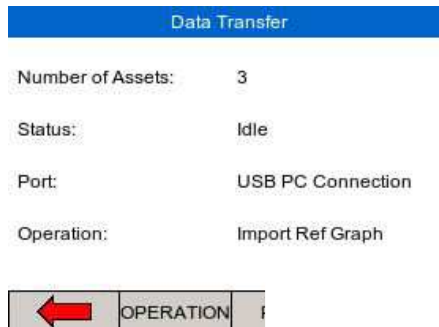 Data Transfer
Number of Assets: 3
Status: Idle
Port: USB PC Connection
Operation: Import Ref Graph
OPERATION